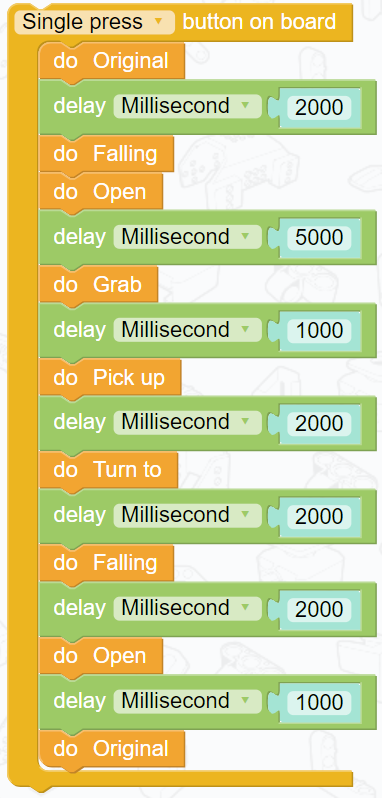 Single press button on board
do Original
delay Millisecond 2000
do Falling
do Open
delay Millisecond 5000
do Grab
delay Millisecond 1000
do Pick up
delay Millisecond 2000
do Turn to
delay Millisecond 2000
do Falling
delay Millisecond 2000
do Open
delay Millisecond 1000
do Original